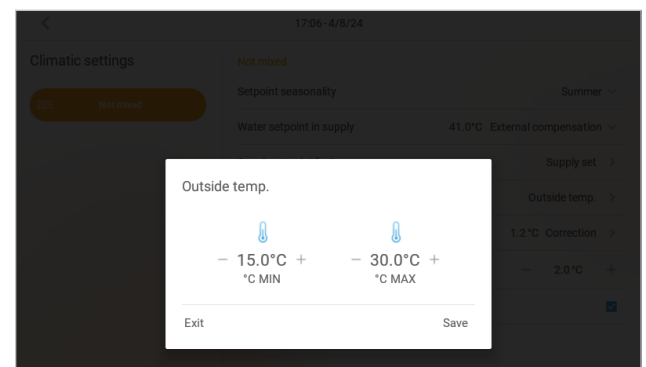 17:06 - 4/8/24
Climatic settings
Not mixed
Not mixed
Setpoint seasonality Summer
Water setpoint in supply 41.0°C External compensation
Supply set
Outside temp.
1.2 °C Correction
− 2.0°C +
Outside temp.
− 15.0°C + − 30.0°C +
°C MIN °C MAX
Exit Save